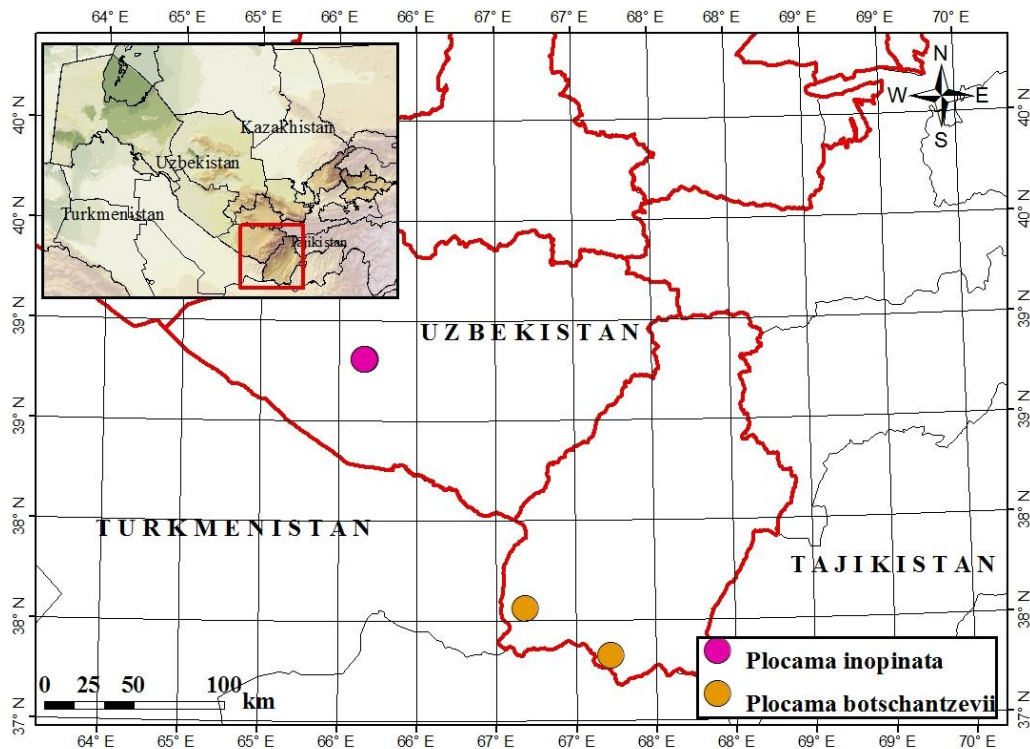 64° E 65° E 65° E 66° E 66° E 67° E 67° E 68° E 68° E 69° E 69° E 70° E
N
W E
S
40° N 40° N
Kazakhstan
Uzbekistan
Turkmenistan
Tajikistan
40° N 40° N
39° N 39° N
UZBEKISTAN
39° N 39° N
38° N 38° N
TURKMENISTAN
TAJIKISTAN
38° N 38° N
Plocama inopinata
Plocama botschantzevii
0 25 50 100
km
37° N 37° N
64° E 65° E 65° E 66° E 66° E 67° E 67° E 68° E 68° E 69° E 69° E 70° E